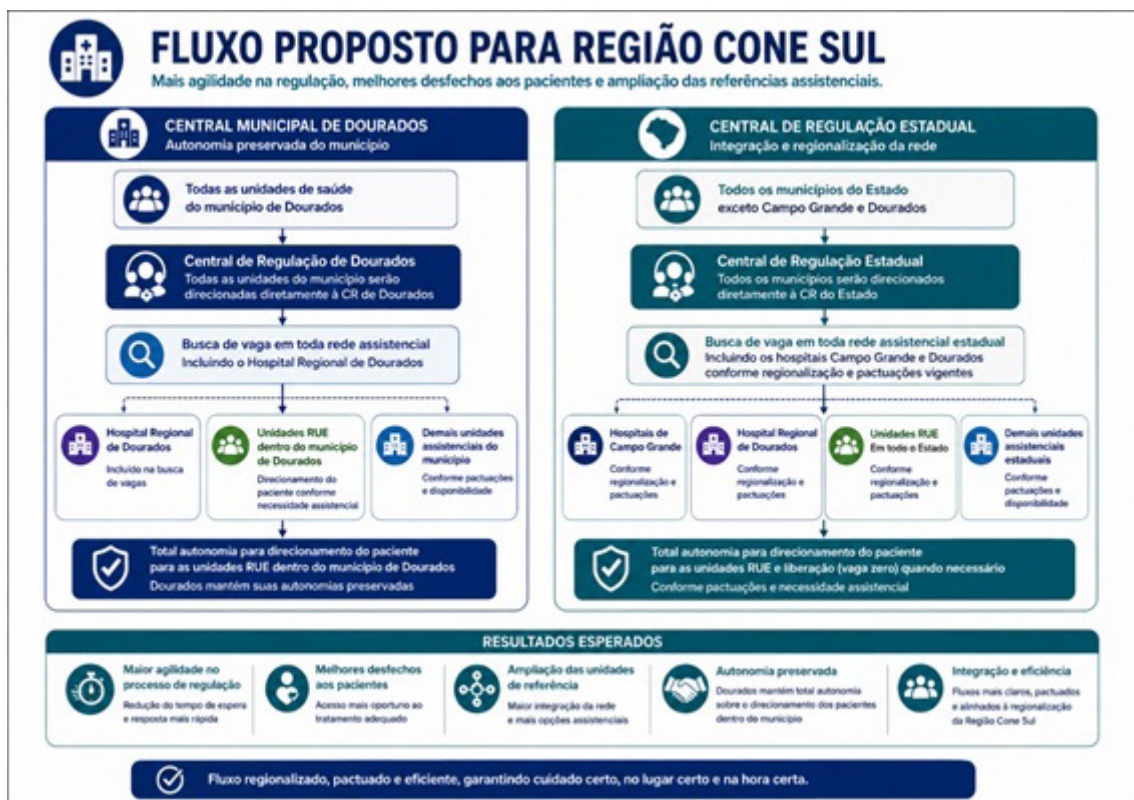 FLUXO PROPOSTO PARA REGIÃO CONE SUL
Mais agilidade na regulação, melhores desfechos aos pacientes e ampliação das referências assistenciais.
CENTRAL MUNICIPAL DE DOURADOS
Autonomia preservada do município
Todas as unidades de saúde
do município de Dourados
Central de Regulação de Dourados
Todas as unidades do município serão
direcionadas diretamente à CR de Dourados
Busca de vaga em toda rede assistencial
Incluindo o Hospital Regional de Dourados
Hospital Regional
de Dourados
Incluído na busca
de vagas
Unidades RUE
dentro do município
de Dourados
Direcionamento do
paciente conforme
necessidade assistencial
Demais unidades
assistenciais do
município
Conforme pactuações
e disponibilidade
Total autonomia para direcionamento do paciente
para as unidades RUE dentro do município de Dourados
Dourados mantém suas autonomias preservadas
CENTRAL DE REGULAÇÃO ESTADUAL
Integração e regionalização da rede
Todos os municípios do Estado
exceto Campo Grande e Dourados
Central de Regulação Estadual
Todos os municípios serão direcionados
diretamente à CR do Estado
Busca de vaga em toda rede assistencial estadual
Incluindo os hospitais Campo Grande e Dourados
conforme regionalização e pactuações vigentes
Hospitais de
Campo Grande
Conforme
regionalização e
pactuações
Hospital Regional
de Dourados
Conforme
regionalização e
pactuações
Unidades RUE
Em todo o Estado
Conforme
regionalização e
pactuações
Demais unidades
assistenciais
estaduais
Conforme
pactuações e
disponibilidade
Total autonomia para direcionamento do paciente
para as unidades RUE e liberação (vaga zero) quando necessário
Conforme pactuações e necessidade assistencial
RESULTADOS ESPERADOS
Maior agilidade no
processo de regulação
Redução do tempo de espera
e resposta mais rápida
Melhores desfechos
aos pacientes
Acesso mais oportuno ao
tratamento adequado
Ampliação das unidades
de referência
Maior integração da rede
e mais opções assistenciais
Autonomia preservada
Dourados mantém total autonomia
sobre o direcionamento dos pacientes
dentro do município
Integração e eficiência
Fluxos mais claros, pactuados
e alinhados à regionalização
da Região Cone Sul
Fluxo regionalizado, pactuado e eficiente, garantindo cuidado certo, no lugar certo e na hora certa.